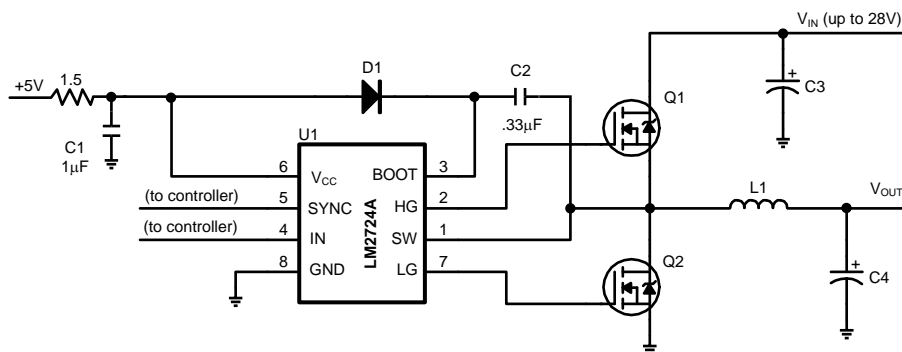 V_IN (up to 28V)
D1
C2
+5V
1.5
C3
Q1
C1
1µF
.33µF
U1
6
V_CC
BOOT
3
(to controller)
5
SYNC
HG
2
L1
V_OUT
(to controller)
4
IN
SW
1
8
GND
LG
7
LM2724A
Q2
C4